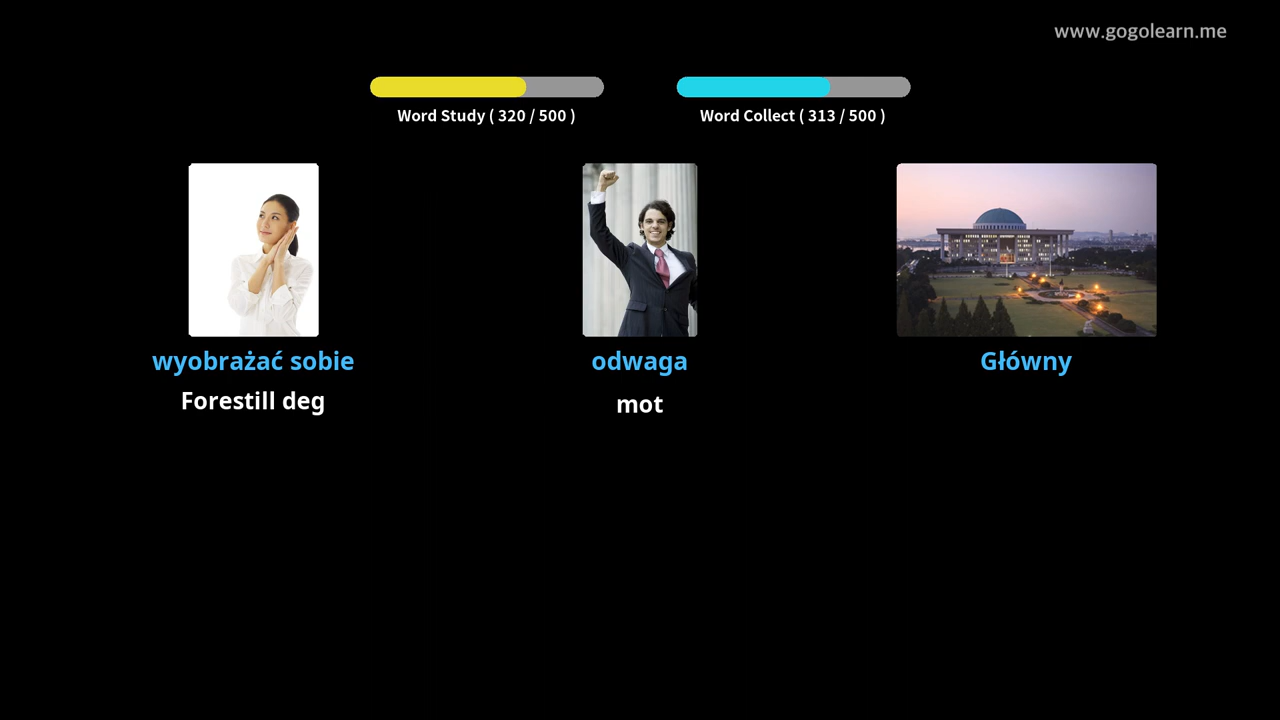 www.gogolearn.me
Word Study ( 320 / 500 )
Word Collect ( 313 / 500 )
wyobrażać sobie
Forestill deg
odwaga
mot
Główny